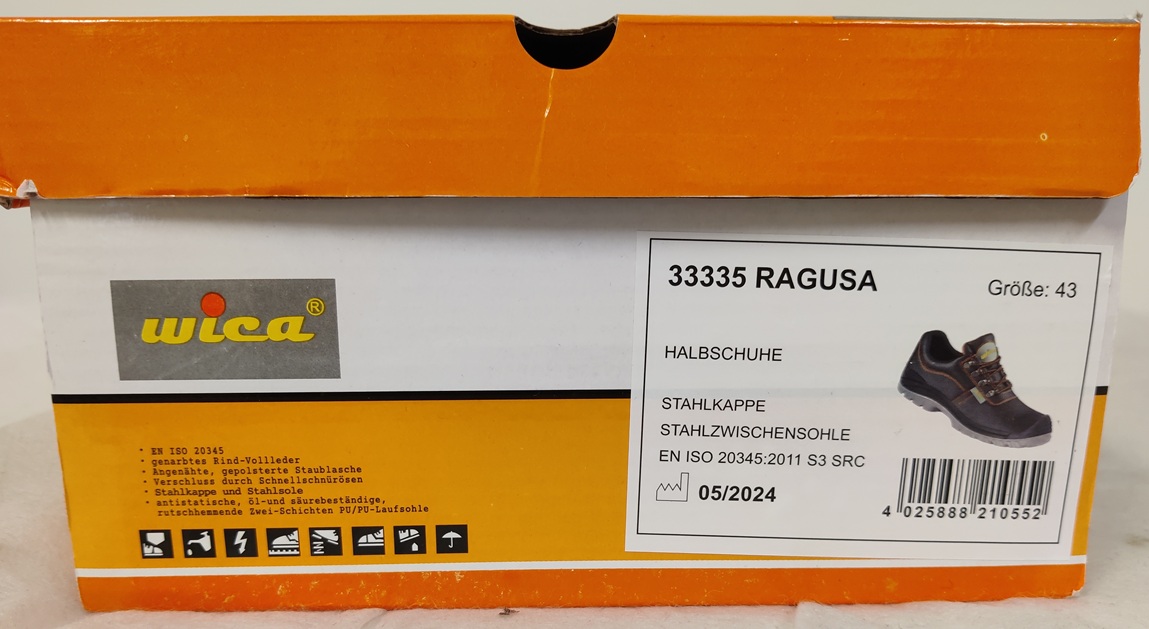 wica®
· EN ISO 20345
· genarbtes Rind-Vollleder
· Angenähte, gepolsterte Staublasche
· Verschluss durch Schnellschnürösen
· Stahlkappe und Stahlsole
· antistatische, öl-und säurebeständige,
rutschhemmende Zwei-Schichten PU/PU-Laufsohle
33335 RAGUSA
Größe: 43
HALBSCHUHE
STAHLKAPPE
STAHLZWISCHENSOHLE
EN ISO 20345:2011 S3 SRC
05/2024
4 025888 210552